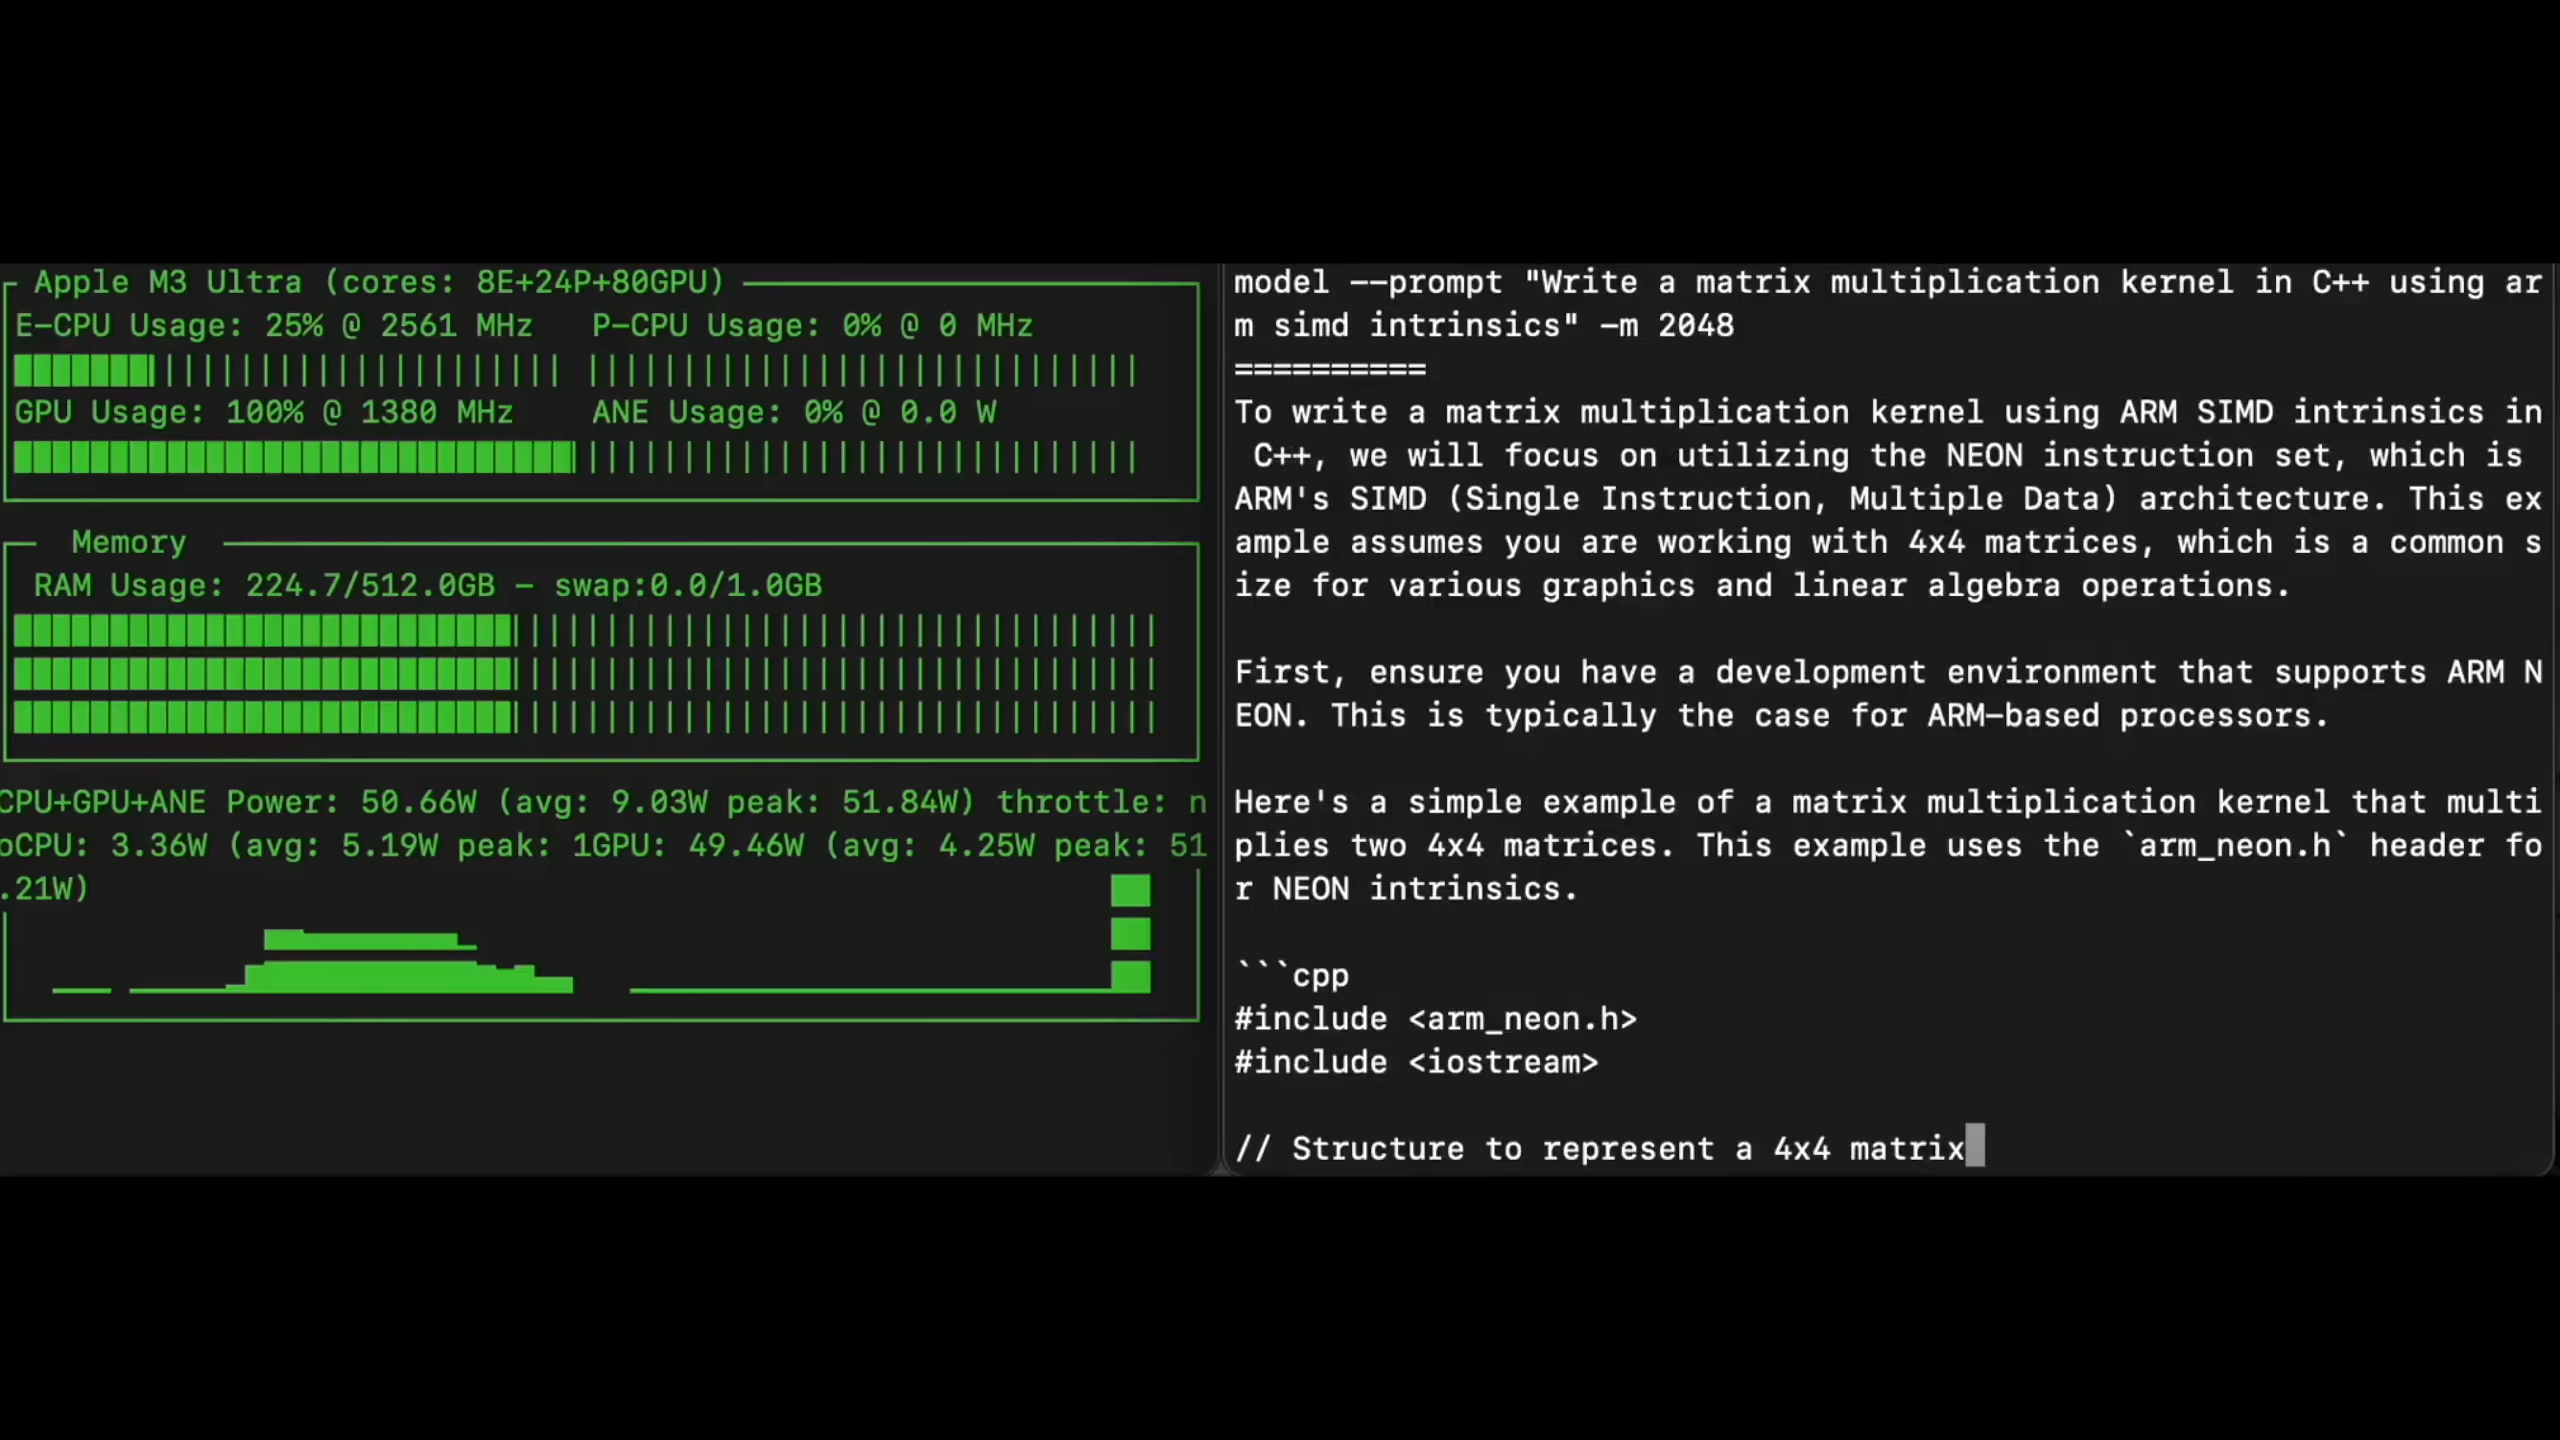 Apple M3 Ultra (cores: 8E+24P+80GPU)
E-CPU Usage: 25% @ 2561 MHz P-CPU Usage: 0% @ 0 MHz
GPU Usage: 100% @ 1380 MHz ANE Usage: 0% @ 0.0 W
Memory
RAM Usage: 224.7/512.0GB - swap:0.0/1.0GB
CPU+GPU+ANE Power: 50.66W (avg: 9.03W peak: 51.84W) throttle: n
oCPU: 3.36W (avg: 5.19W peak: 1GPU: 49.46W (avg: 4.25W peak: 51
.21W)
model --prompt "Write a matrix multiplication kernel in C++ using ar
m simd intrinsics" -m 2048
==========
To write a matrix multiplication kernel using ARM SIMD intrinsics in
C++, we will focus on utilizing the NEON instruction set, which is
ARM's SIMD (Single Instruction, Multiple Data) architecture. This ex
ample assumes you are working with 4x4 matrices, which is a common s
ize for various graphics and linear algebra operations.
First, ensure you have a development environment that supports ARM N
EON. This is typically the case for ARM-based processors.
Here's a simple example of a matrix multiplication kernel that multi
plies two 4x4 matrices. This example uses the `arm_neon.h` header fo
r NEON intrinsics.
```cpp
#include <arm_neon.h>
#include <iostream>
// Structure to represent a 4x4 matrix